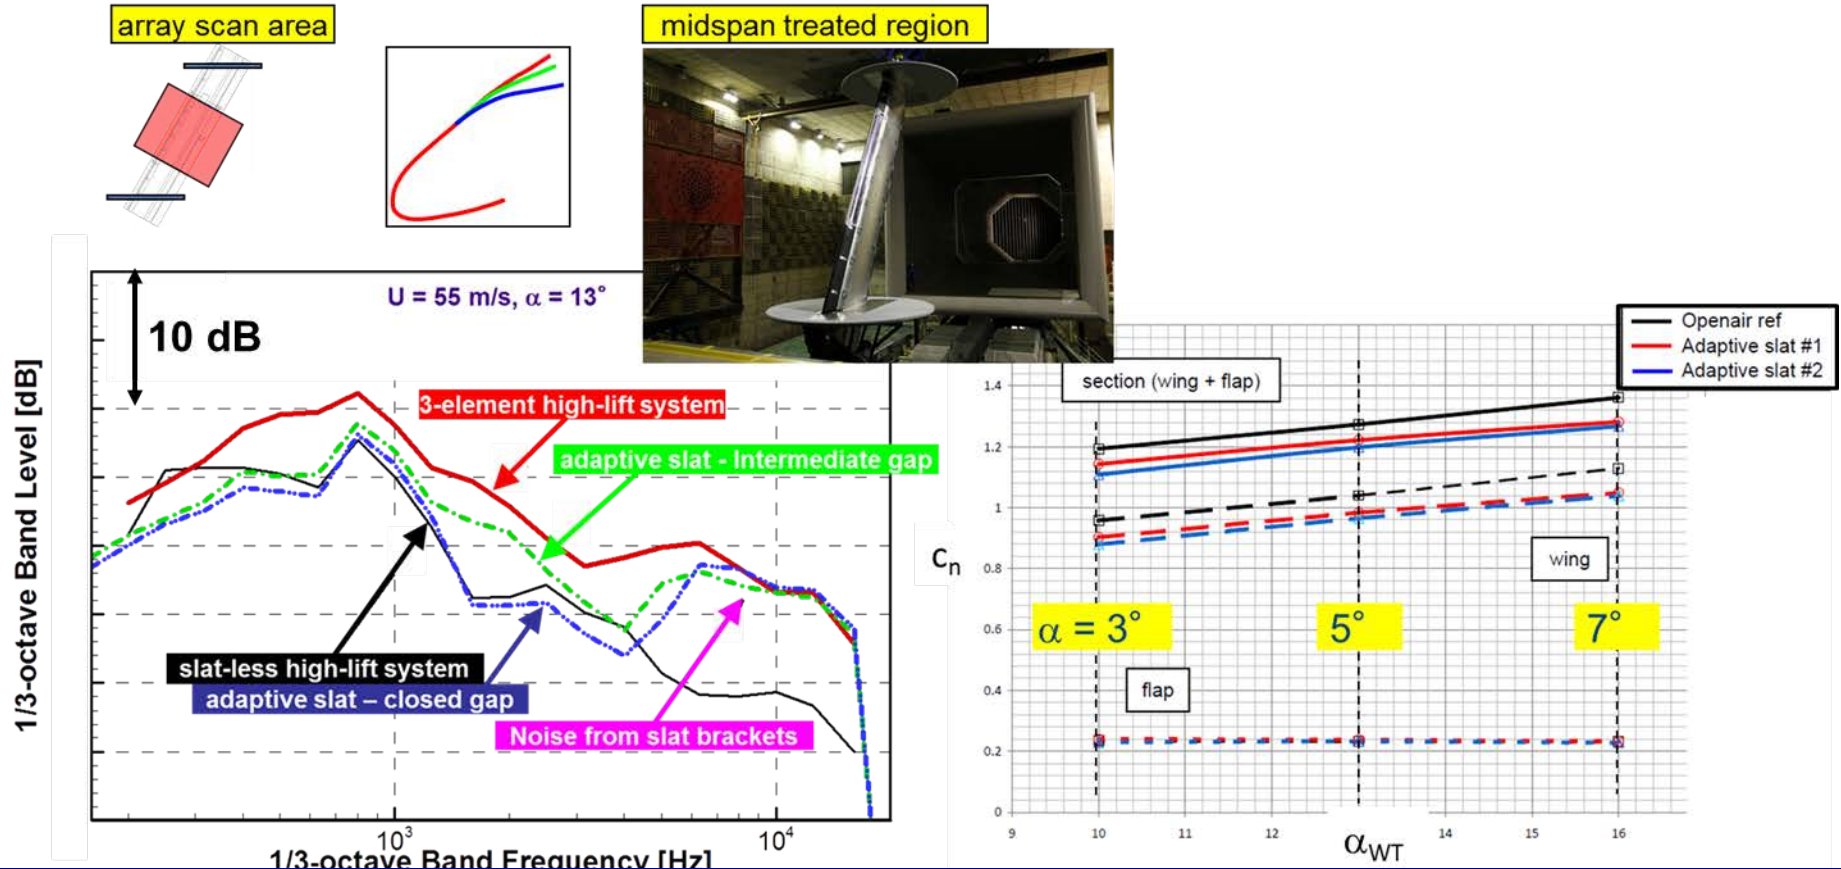 array scan area
midspan treated region
U = 55 m/s, α = 13°
10 dB
1/3-octave Band Level [dB]
3-element high-lift system
adaptive slat - Intermediate gap
slat-less high-lift system
adaptive slat – closed gap
Noise from slat brackets
10³
10⁴
1/3-octave Band Frequency [Hz]
Openair ref
Adaptive slat #1
Adaptive slat #2
section (wing + flap)
1.4
1.2
1
0.8
0.6
0.4
0.2
0
cn
wing
α = 3°
5°
7°
flap
9
10
11
12
14
15
16
αWT